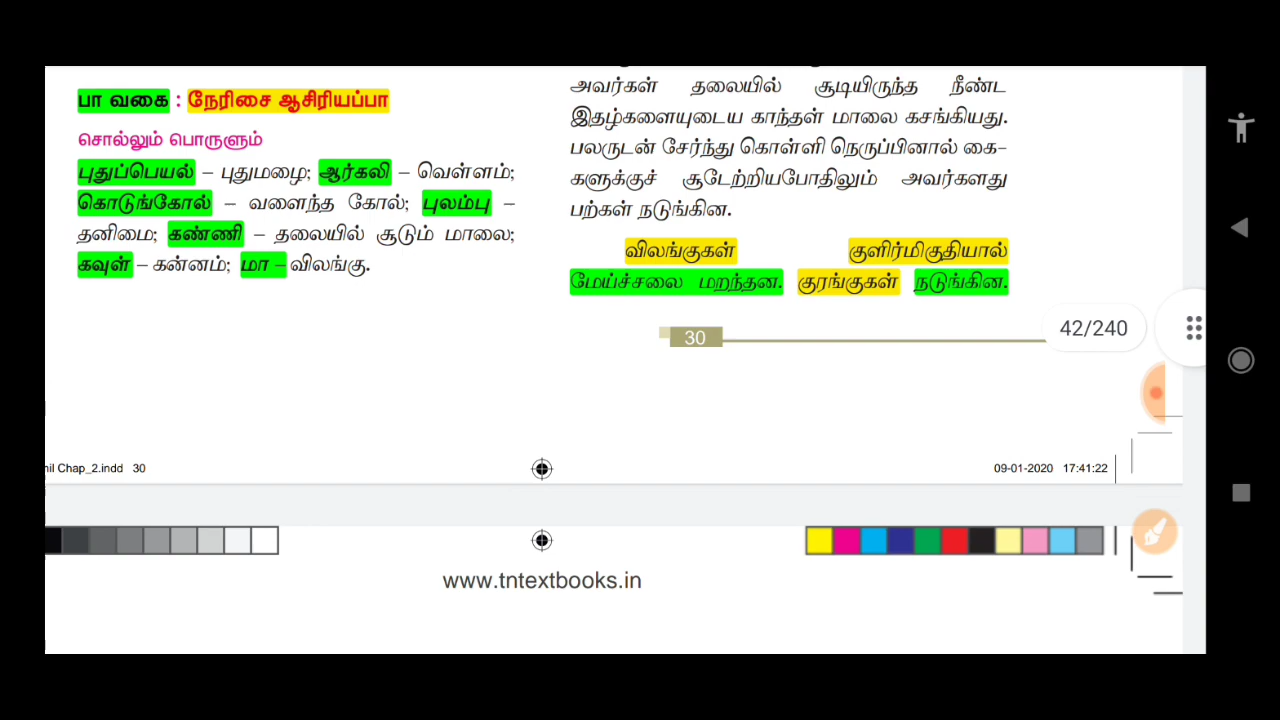 பா வகை : நேரிசை ஆசிரியப்பா
சொல்லும் பொருளும்
புதுப்பெயல் – புதுமழை; ஆர்கலி – வெள்ளம்;
கொடுங்கோல் – வளைந்த கோல்; புலம்பு –
தனிமை; கண்ணி – தலையில் சூடும் மாலை;
கவுள் – கன்னம்; மா – விலங்கு.
அவர்கள் தலையில் சூடியிருந்த நீண்ட
இதழ்களையுடைய காந்தள் மாலை கசங்கியது.
பலருடன் சேர்ந்து கொள்ளி நெருப்பினால் கை-
களுக்குச் சூடேற்றியபோதிலும் அவர்களது
பற்கள் நடுங்கின.
விலங்குகள் குளிர்மிகுதியால்
மேய்ச்சலை மறந்தன. குரங்குகள் நடுங்கின.
30
42/240
nil Chap_2.indd 30
09-01-2020 17:41:22
www.tntextbooks.in